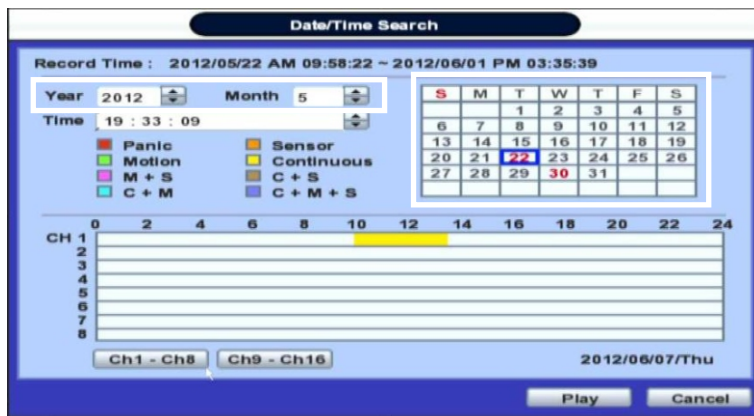 Date/Time Search
Record Time : 2012/05/22 AM 09:58:22 ~ 2012/06/01 PM 03:35:39
Year 2012 Month 5
Time 19 : 33 : 09
Panic Sensor
Motion Continuous
M + S C + S
C + M C + M + S
S M T W T F S
1 2 3 4 5
6 7 8 9 10 11 12
13 14 15 16 17 18 19
20 21 22 23 24 25 26
27 28 29 30 31
0 2 4 6 8 10 12 14 16 18 20 22 24
CH 1
2
3
4
5
6
7
8
Ch1 - Ch8 Ch9 - Ch16 2012/06/07/Thu
Play Cancel